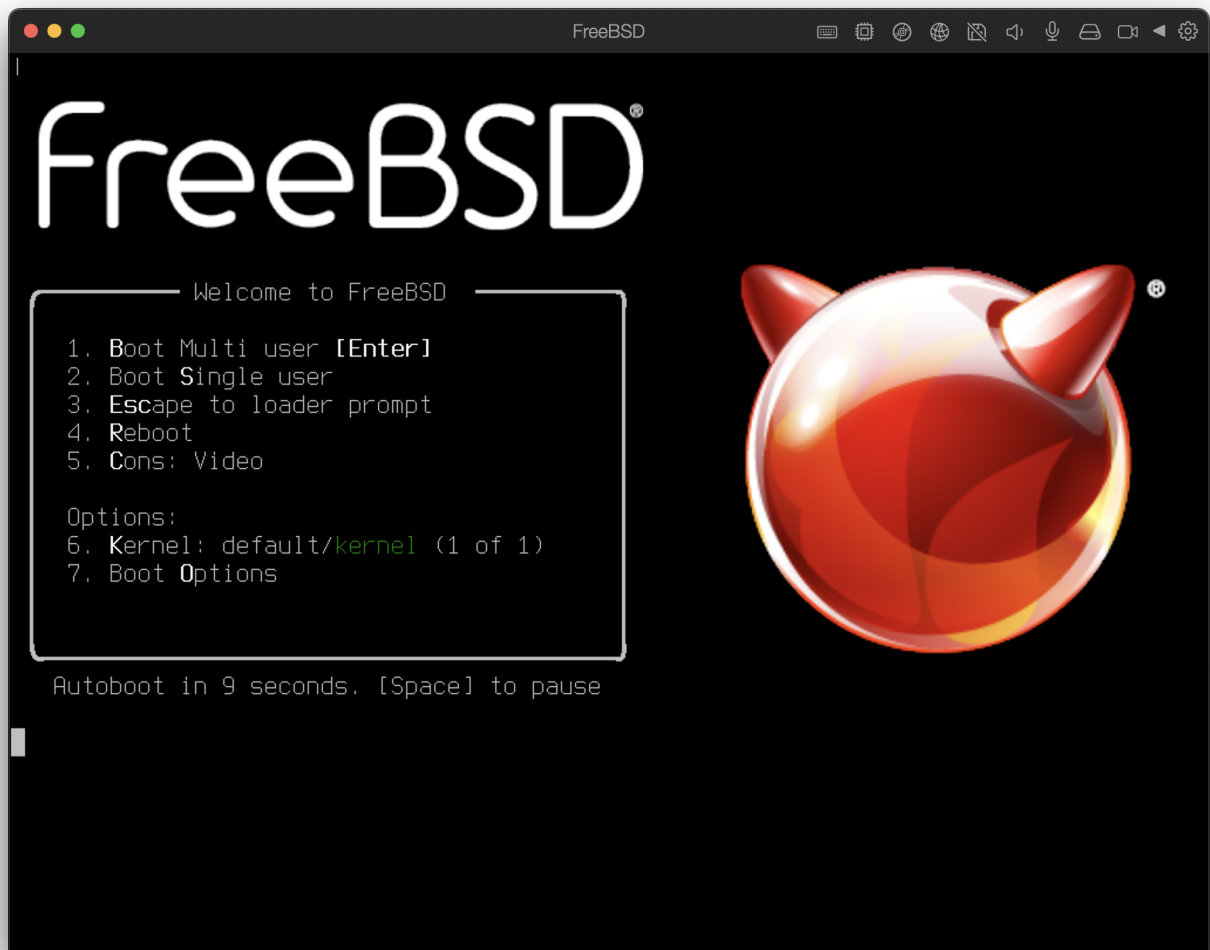 FreeBSD
FreeBSD®
Welcome to FreeBSD
1. Boot Multi user [Enter]
2. Boot Single user
3. Escape to loader prompt
4. Reboot
5. Cons: Video
Options:
6. Kernel: default/kernel (1 of 1)
7. Boot Options
Autoboot in 9 seconds. [Space] to pause
®